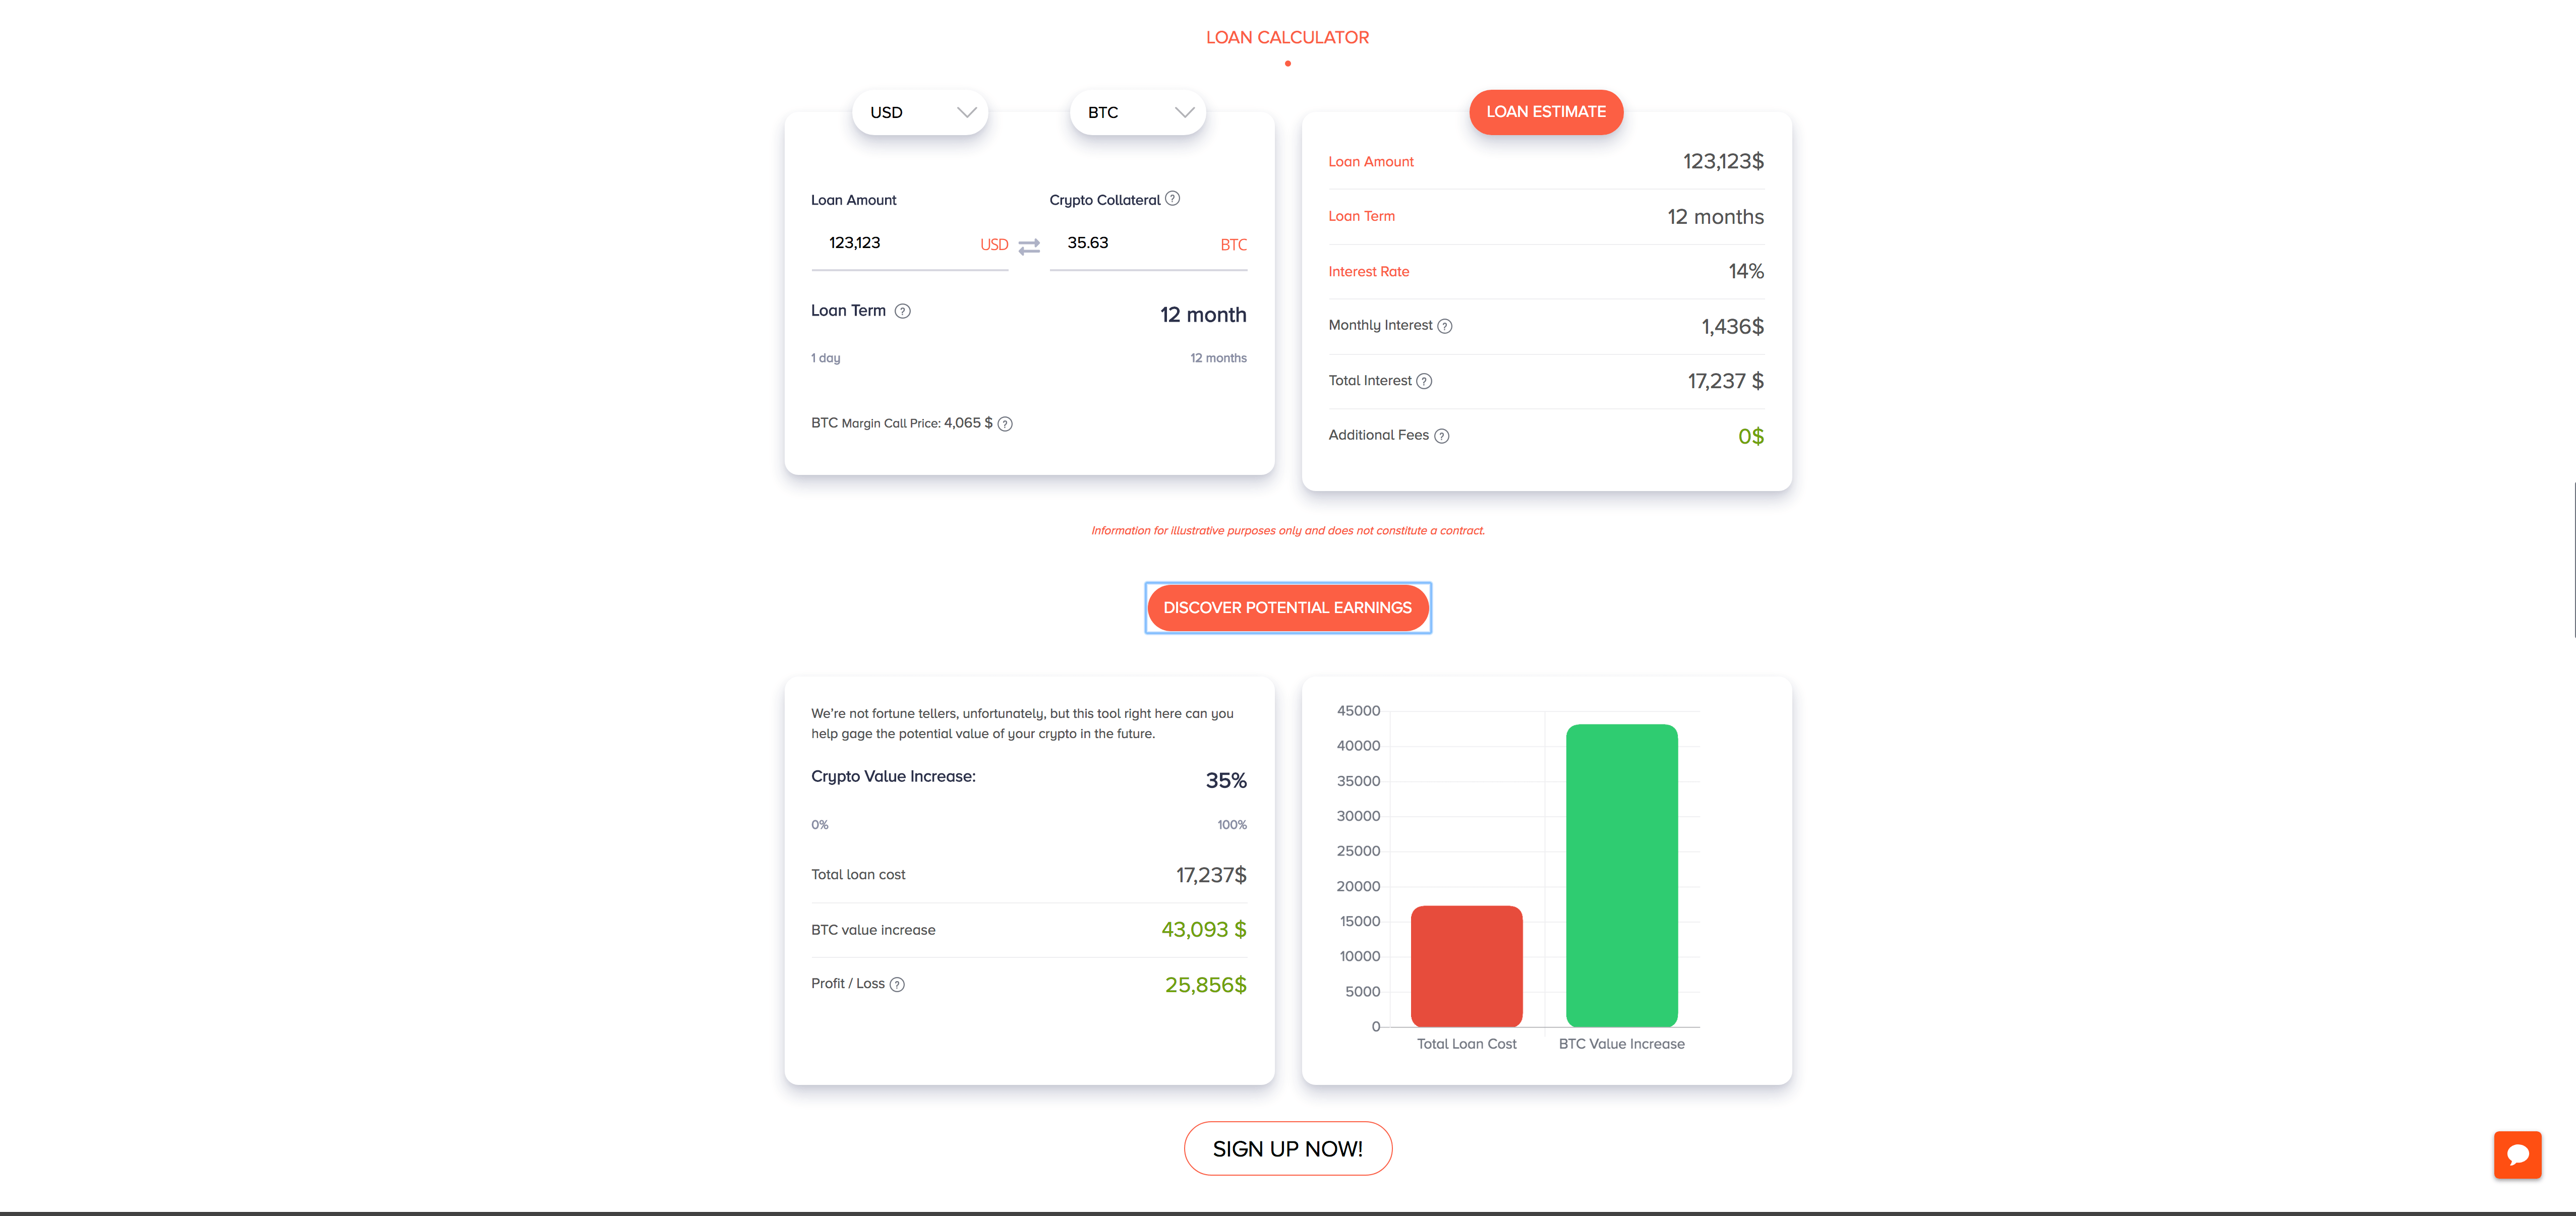 LOAN CALCULATOR
USD
BTC
Loan Amount
Crypto Collateral ?
123,123 USD
35.63 BTC
Loan Term ?
12 month
1 day
12 months
BTC Margin Call Price: 4,065 $ ?
LOAN ESTIMATE
Loan Amount
123,123$
Loan Term
12 months
Interest Rate
14%
Monthly Interest ?
1,436$
Total Interest ?
17,237 $
Additional Fees ?
0$
Information for illustrative purposes only and does not constitute a contract.
DISCOVER POTENTIAL EARNINGS
We're not fortune tellers, unfortunately, but this tool right here can you
help gage the potential value of your crypto in the future.
Crypto Value Increase:
35%
0%
100%
Total loan cost
17,237$
BTC value increase
43,093 $
Profit / Loss ?
25,856$
45000
40000
35000
30000
25000
20000
15000
10000
5000
0
Total Loan Cost
BTC Value Increase
SIGN UP NOW!